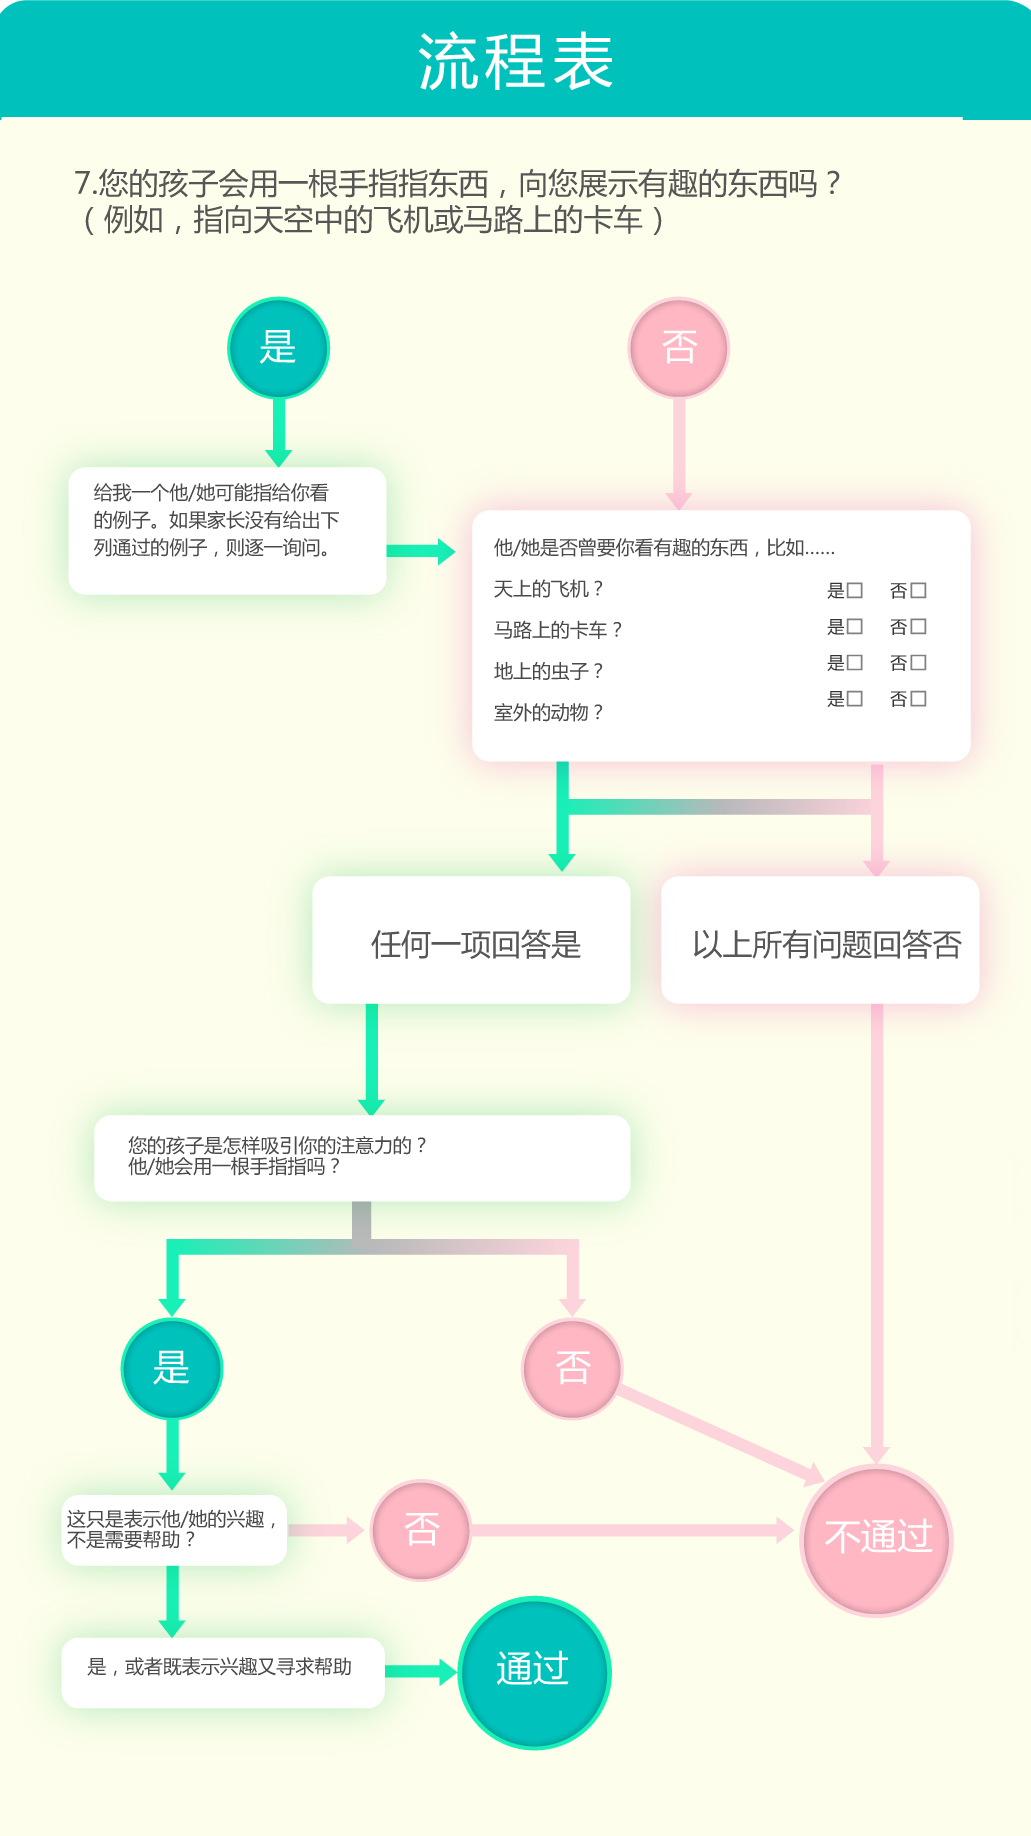 流程表
7.您的孩子会用一根手指指东西，向您展示有趣的东西吗？
（例如，指向天空中的飞机或马路上的卡车）
是
否
给我一个他/她可能指给你看
的例子。如果家长没有给出下
列通过的例子，则逐一询问。
他/她是否曾要你看有趣的东西，比如......
天上的飞机？ 是□ 否□
马路上的卡车？ 是□ 否□
地上的虫子？ 是□ 否□
室外的动物？ 是□ 否□
任何一项回答是
以上所有问题回答否
您的孩子是怎样吸引你的注意力的？
他/她会用一根手指指吗？
是
否
这只是表示他/她的兴趣，
不是需要帮助？
否
不通过
是，或者既表示兴趣又寻求帮助
通过